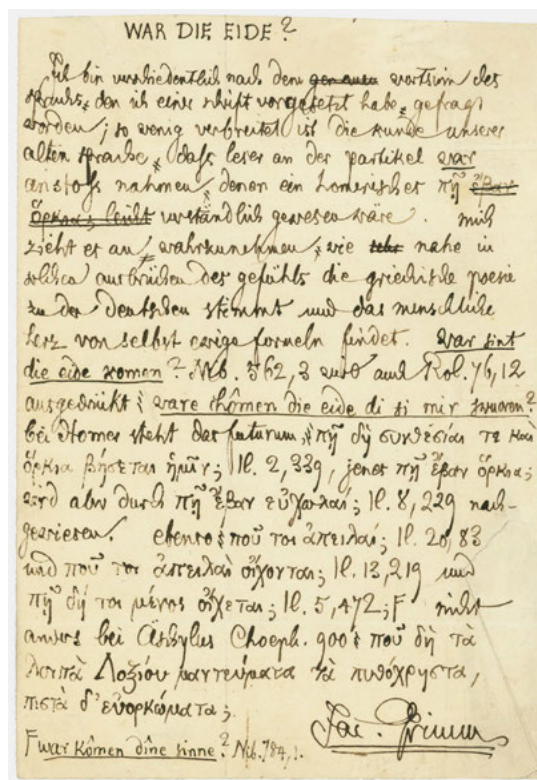 WAR DIE EIDE?
Ich bin verschiedentlich nach dem genauen wortsinn des
spruchs, den ich einer schrift vorgesetzt habe, gefragt
worden; so wenig verbreitet ist die kunde unserer
alten sprache, dass leser an der partikel war
anstoss nahmen, denen ein homerisches πῆ ἔβαν
ὅρκια; leicht verständlich gewesen wäre. mich
zieht es an, wahrzunehmen, wie sehr nahe in
solchen ausbrüchen des gefühls die griechische poesie
zu der deutschen stimmt und das menschliche
herz von selbst ewige formeln findet. war sint
die eide komen? Nib. 562,3 wird auch Rol. 76,12
ausgedrückt: ware chômen die eide di si mir swuoren?
bei Homer steht das futurum, πῆ δὴ συνθεσίαι τε καὶ
ὅρκια βήσεται ἡμῖν; Il. 2,339, jenes πῆ ἔβαν ὅρκια;
wird aber durch πῆ ἔβαν εὐχωλαί; Il. 8,229 nach-
gewiesen. ebenso: ποῦ τοι ἀπειλαί; Il. 20,83
und ποῦ τοι ἀπειλαὶ οἴχονται; Il. 13,219 und
πῆ δή τοι μένος οἴχεται; Il. 5,472; F nicht
anders bei Äschylus Choeph. 900: ποῦ δὴ τὰ
λοιπὰ Λοξίου μαντεύματα τὰ πυθόχρηστα,
πιστὰ δ' εὐορκώματα;
Jac. Grimm
F war kômen dîne sinne? Nib. 784,1.